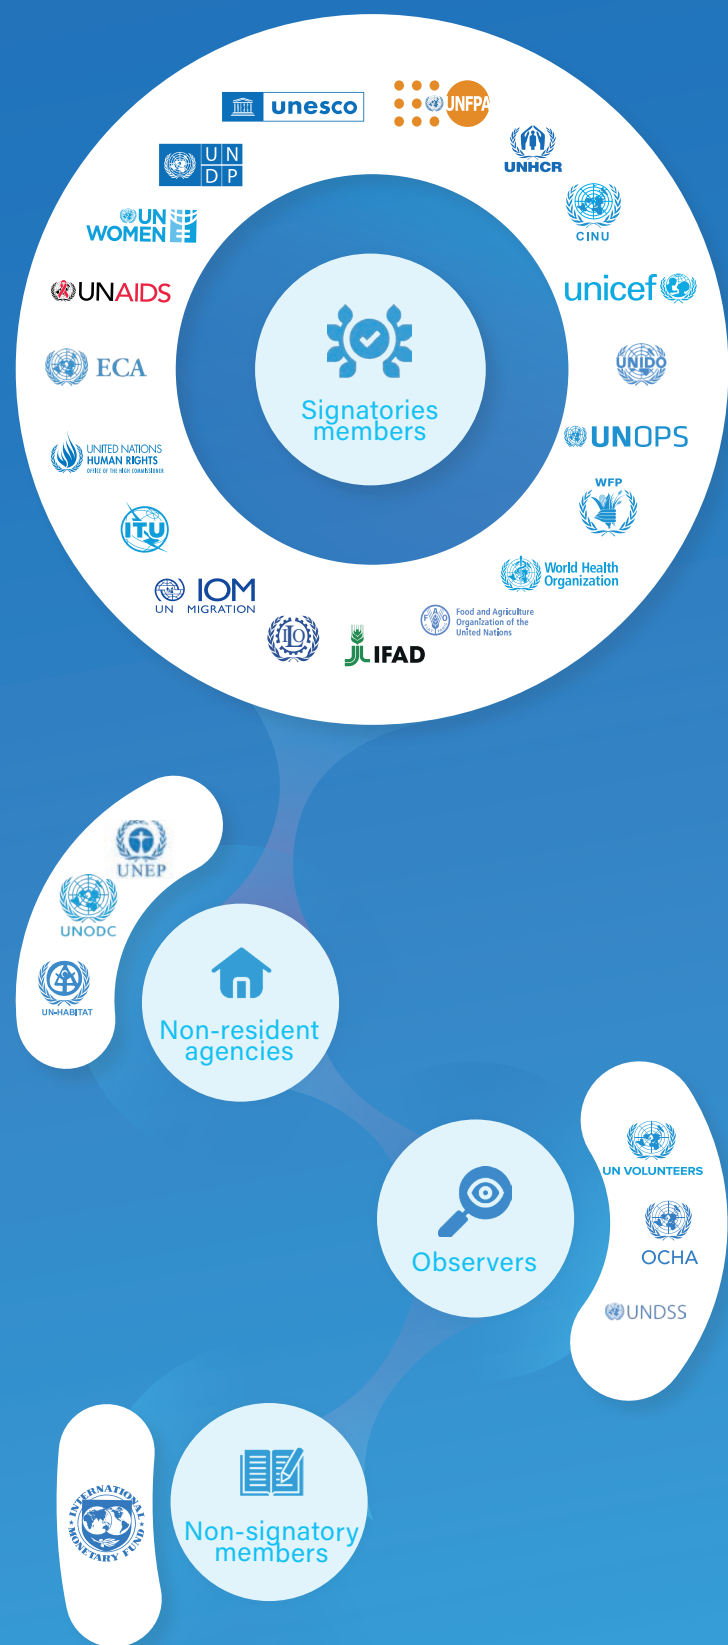 unesco
UNFPA
UNHCR
CINU
unicef
UNIDO
UNOPS
WFP
World Health
Organization
Food and Agriculture
Organization of the
United Nations
FAO
IFAD
ILO
IOM
UN MIGRATION
ITU
UNITED NATIONS
HUMAN RIGHTS
OFFICE OF THE HIGH COMMISSIONER
ECA
UNAIDS
UN
WOMEN
UN
DP
Signatories
members
UNEP
UNODC
UN-HABITAT
Non-resident
agencies
UN VOLUNTEERS
OCHA
UNDSS
Observers
INTERNATIONAL
MONETARY FUND
Non-signatory
members